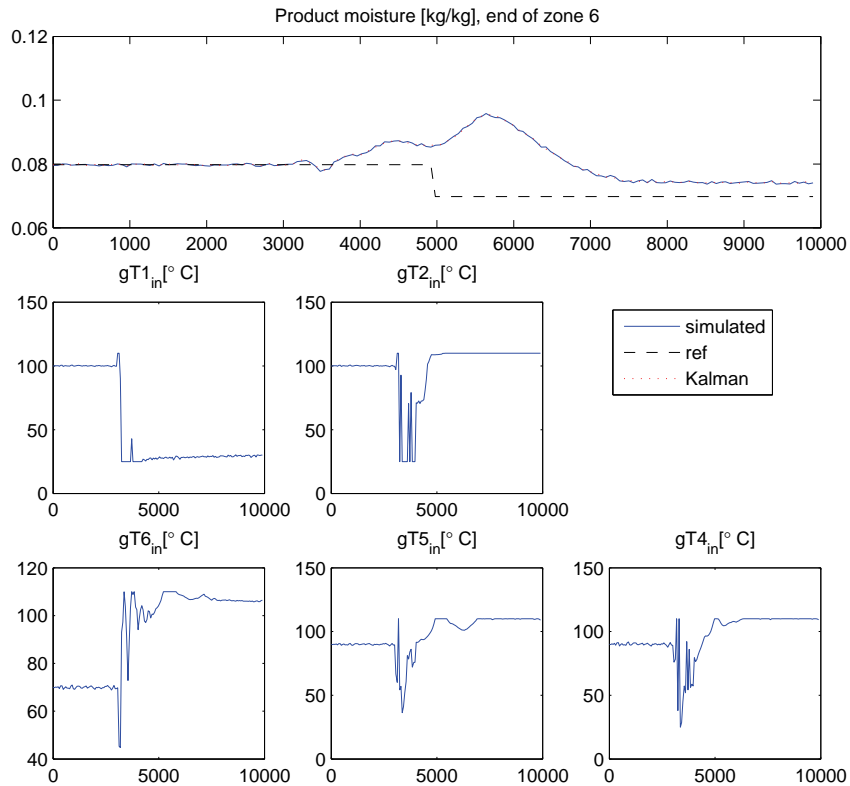 Product moisture [kg/kg], end of zone 6
0.12
0.1
0.08
0.06
0 1000 2000 3000 4000 5000 6000 7000 8000 9000 10000
gT1in[° C] gT2in[° C]
150 150
100 100
50 50
0 0
0 5000 10000 0 5000 10000
simulated
ref
Kalman
gT6in[° C] gT5in[° C] gT4in[° C]
120 150 150
100 100 100
80
60 50 50
40 0 0
0 5000 10000 0 5000 10000 0 5000 10000